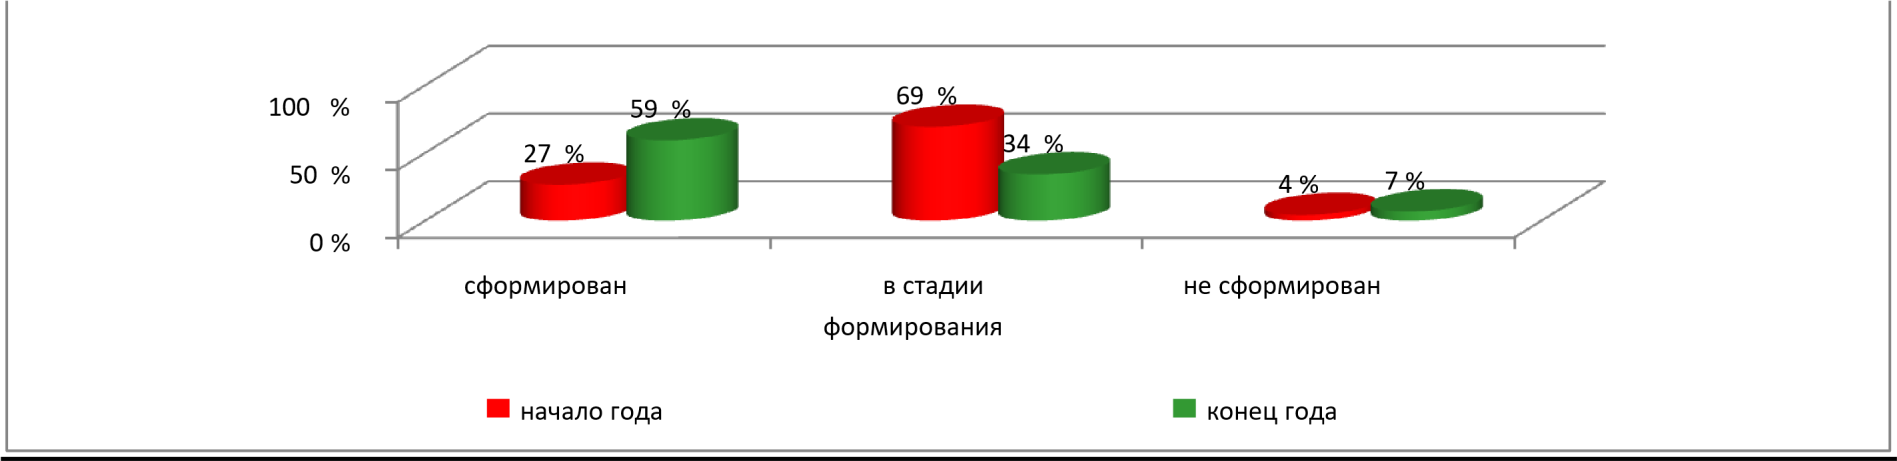 100 %
50 %
0 %
27 %
59 %
69 %
34 %
4 %
7 %
сформирован
в стадии
формирования
не сформирован
начало года
конец года